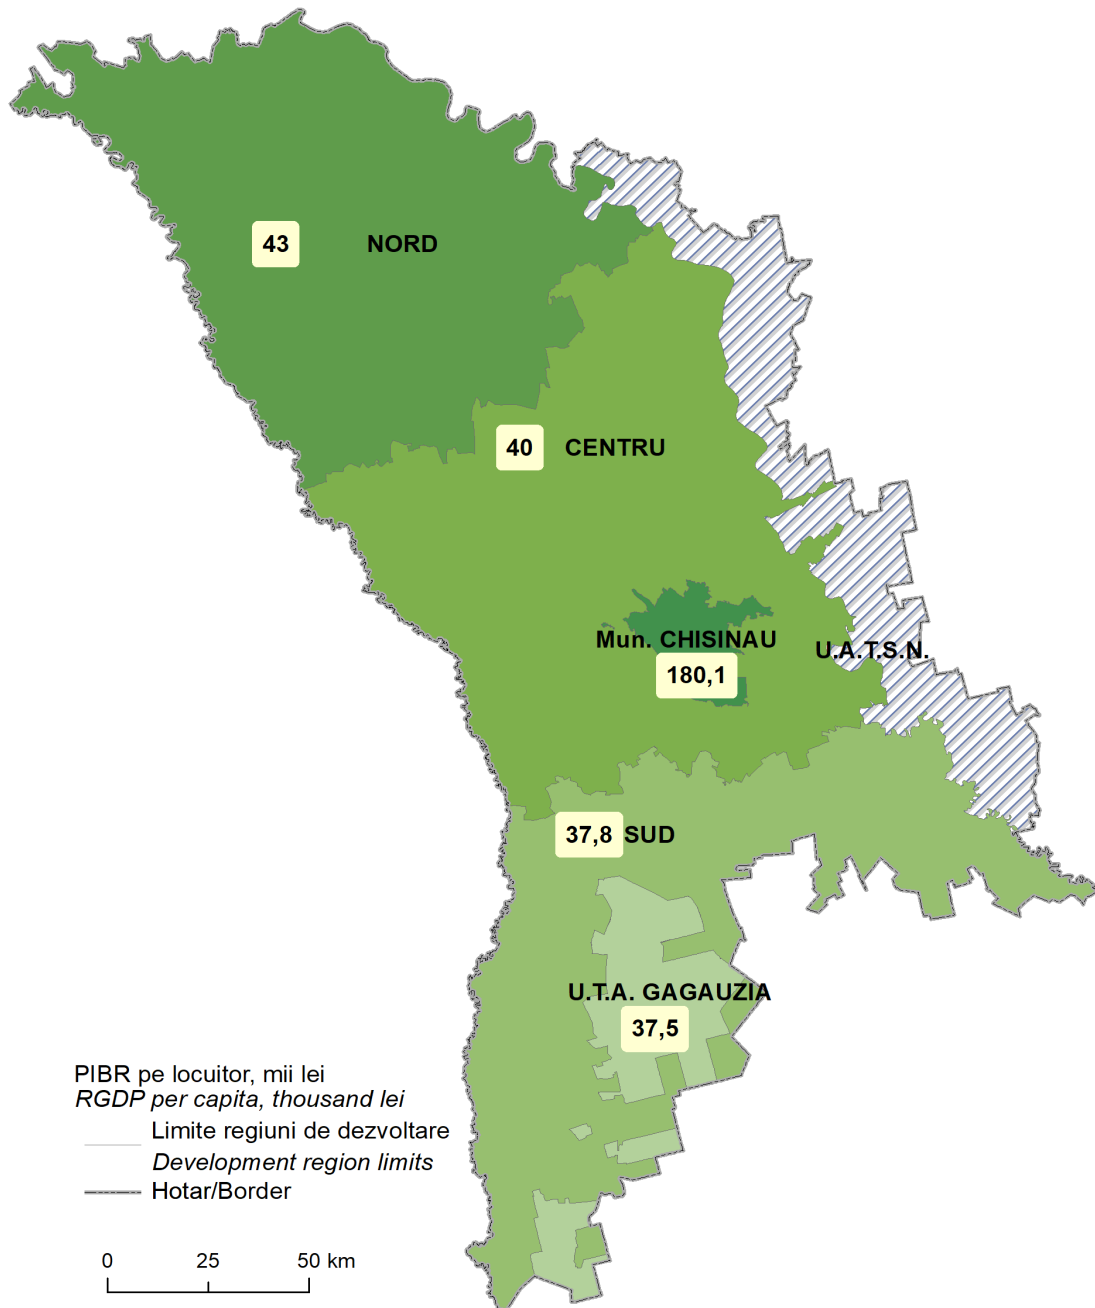 43 NORD
40 CENTRU
Mun. CHISINAU
U.A.T.S.N.
180,1
37,8 SUD
U.T.A. GAGAUZIA
37,5
PIBR pe locuitor, mii lei
RGDP per capita, thousand lei
Limite regiuni de dezvoltare
Development region limits
Hotar/Border
0 25 50 km